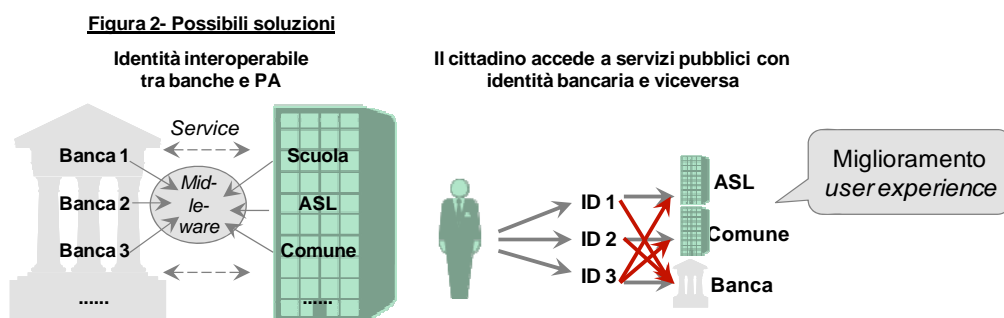 Figura 2- Possibili soluzioni
Identità interoperabile
tra banche e PA
Il cittadino accede a servizi pubblici con
identità bancaria e viceversa
Service
Banca 1
Banca 2
Banca 3
......
Mid-
le-
ware
Scuola
ASL
Comune
......
ID 1
ID 2
ID 3
ASL
Comune
Banca
Miglioramento
user experience